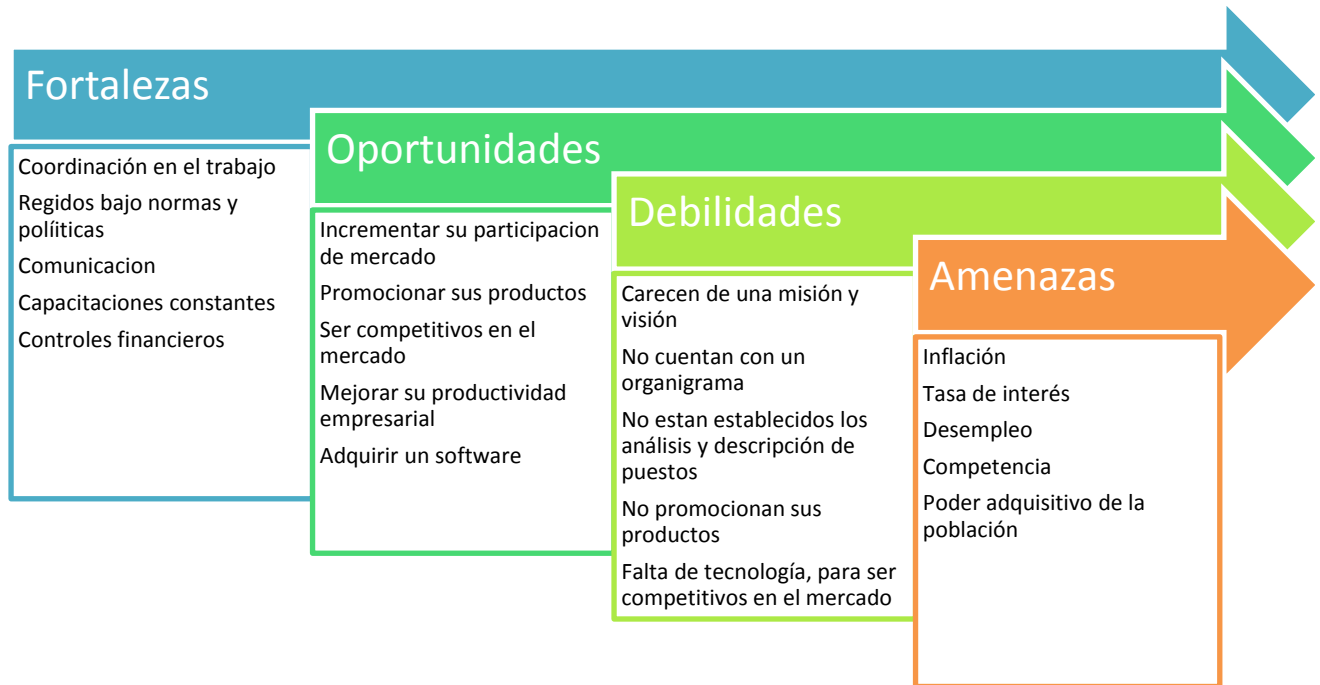 Fortalezas
Coordinación en el trabajo
Regidos bajo normas y
políiticas
Comunicacion
Capacitaciones constantes
Controles financieros
Oportunidades
Incrementar su participacion
de mercado
Promocionar sus productos
Ser competitivos en el
mercado
Mejorar su productividad
empresarial
Adquirir un software
Debilidades
Carecen de una misión y
visión
No cuentan con un
organigrama
No estan establecidos los
análisis y descripción de
puestos
No promocionan sus
productos
Falta de tecnología, para ser
competitivos en el mercado
Amenazas
Inflación
Tasa de interés
Desempleo
Competencia
Poder adquisitivo de la
población